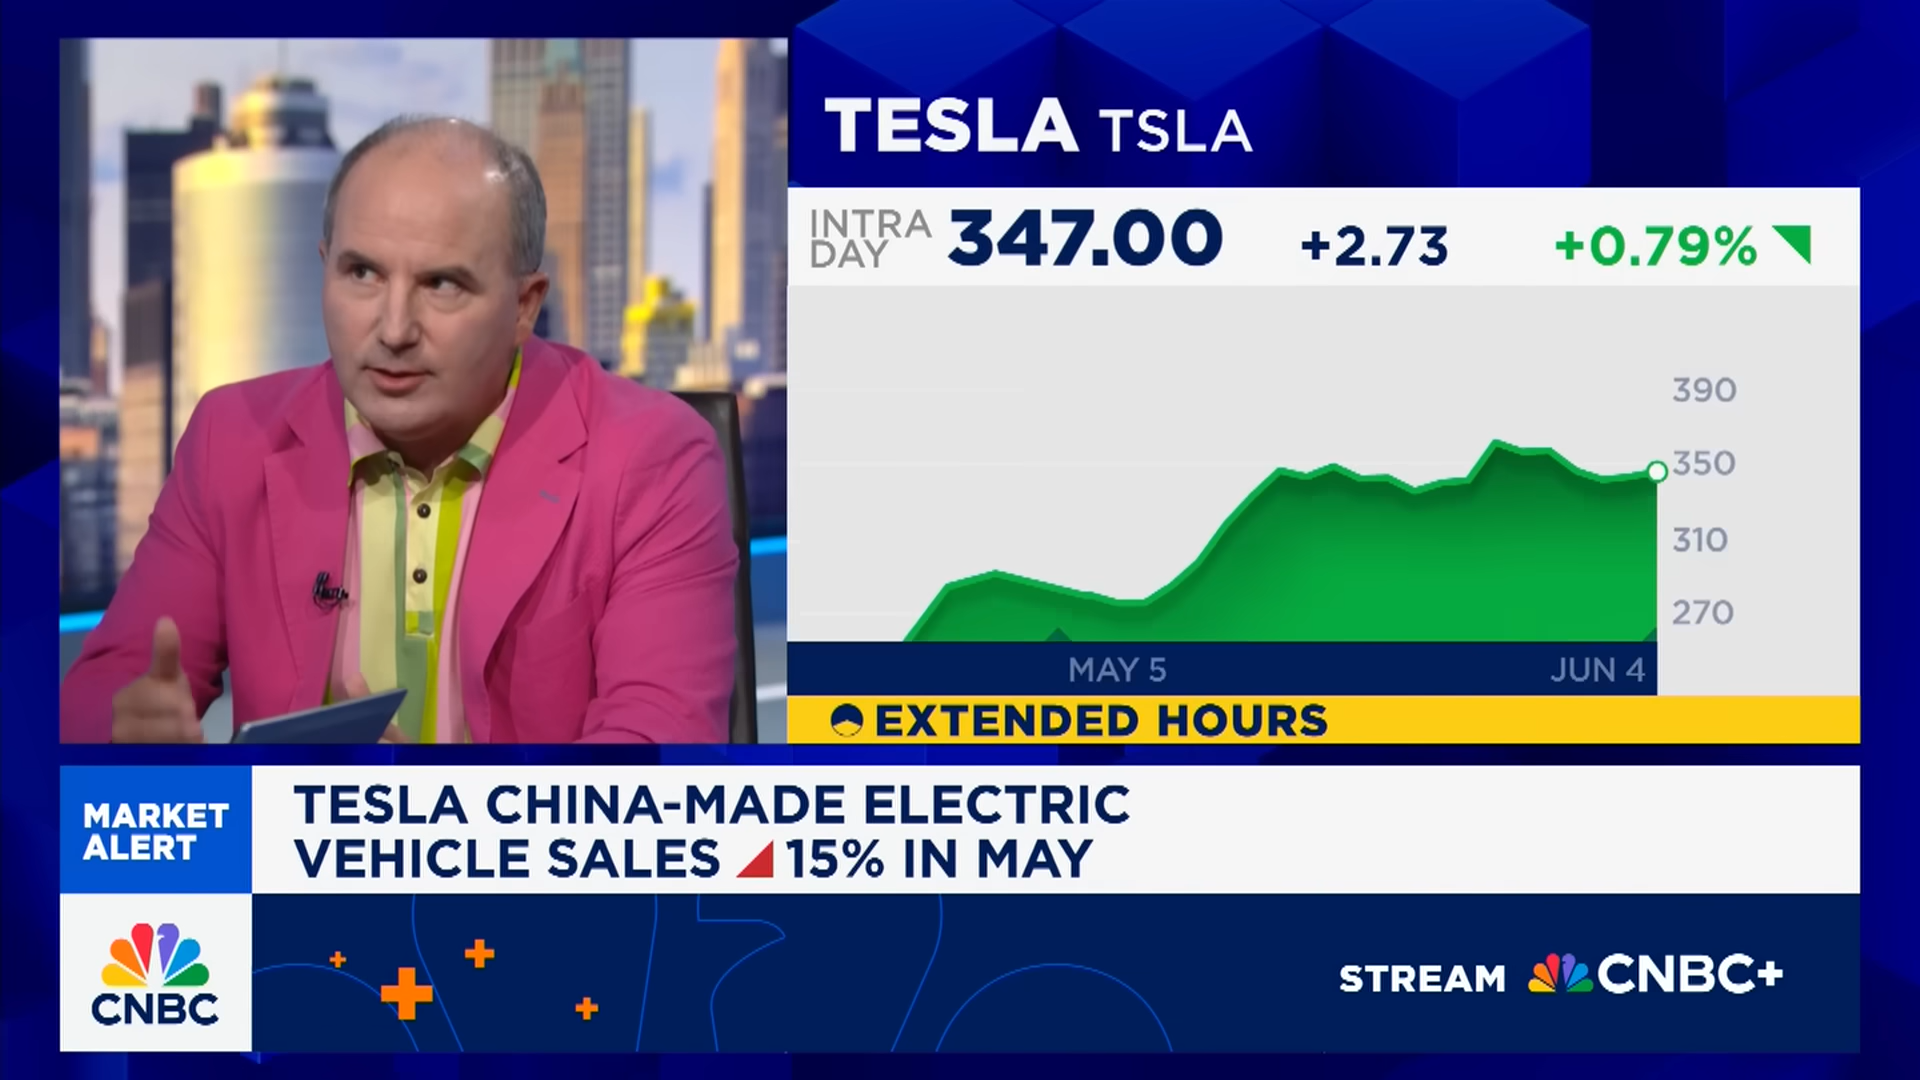 TESLA TSLA
INTRA DAY 347.00 +2.73 +0.79%
390
350
310
270
MAY 5 JUN 4
EXTENDED HOURS
MARKET ALERT
TESLA CHINA-MADE ELECTRIC
VEHICLE SALES 15% IN MAY
CNBC
STREAM CNBC+